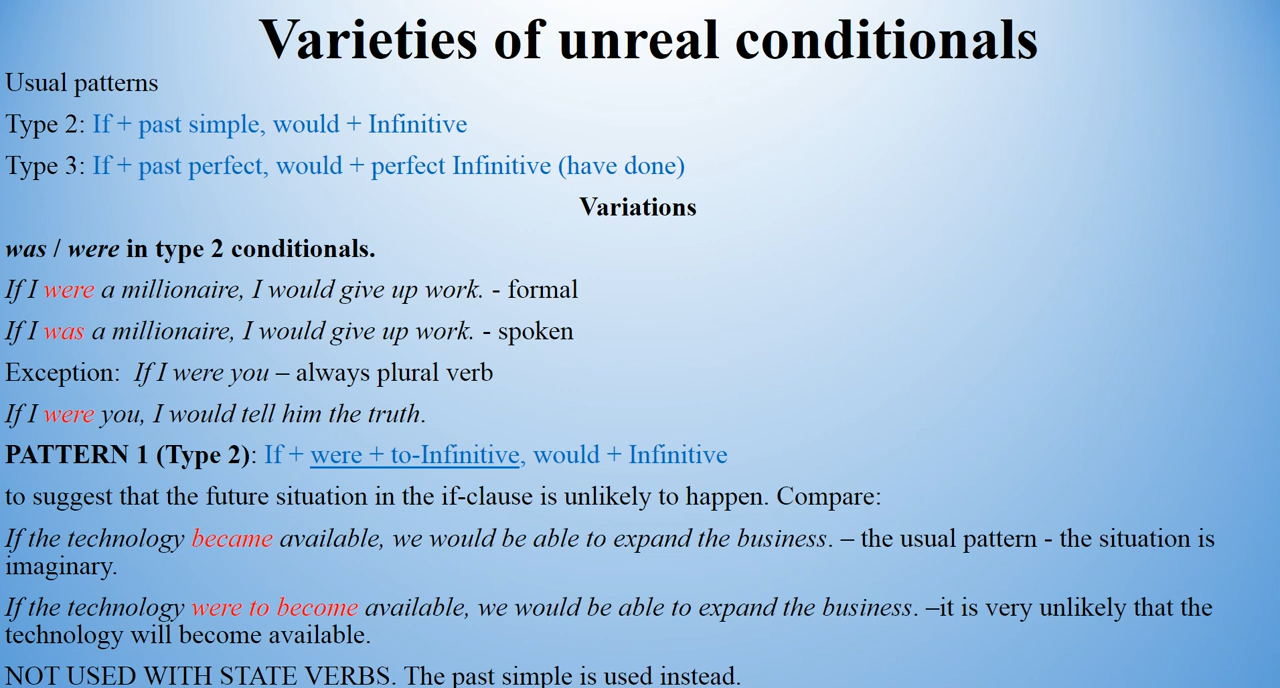 Varieties of unreal conditionals
Usual patterns
Type 2: If + past simple, would + Infinitive
Type 3: If + past perfect, would + perfect Infinitive (have done)
Variations
was / were in type 2 conditionals.
If I were a millionaire, I would give up work. - formal
If I was a millionaire, I would give up work. - spoken
Exception: If I were you – always plural verb
If I were you, I would tell him the truth.
PATTERN 1 (Type 2): If + were + to-Infinitive, would + Infinitive
to suggest that the future situation in the if-clause is unlikely to happen. Compare:
If the technology became available, we would be able to expand the business. – the usual pattern - the situation is
imaginary.
If the technology were to become available, we would be able to expand the business. –it is very unlikely that the
technology will become available.
NOT USED WITH STATE VERBS. The past simple is used instead.